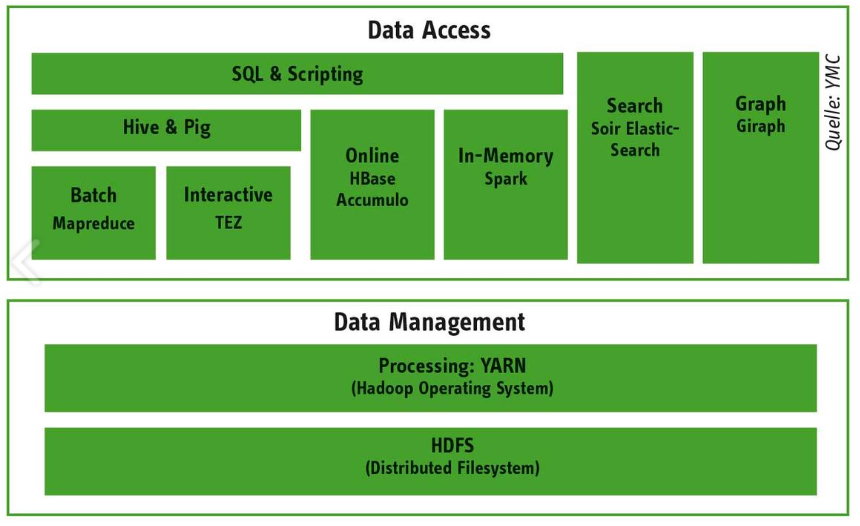 Data Access
SQL & Scripting
Hive & Pig
Batch
Mapreduce
Interactive
TEZ
Online
HBase
Accumulo
In-Memory
Spark
Search
Soir Elastic-
Search
Graph
Giraph
Quelle: YMC
Data Management
Processing: YARN
(Hadoop Operating System)
HDFS
(Distributed Filesystem)